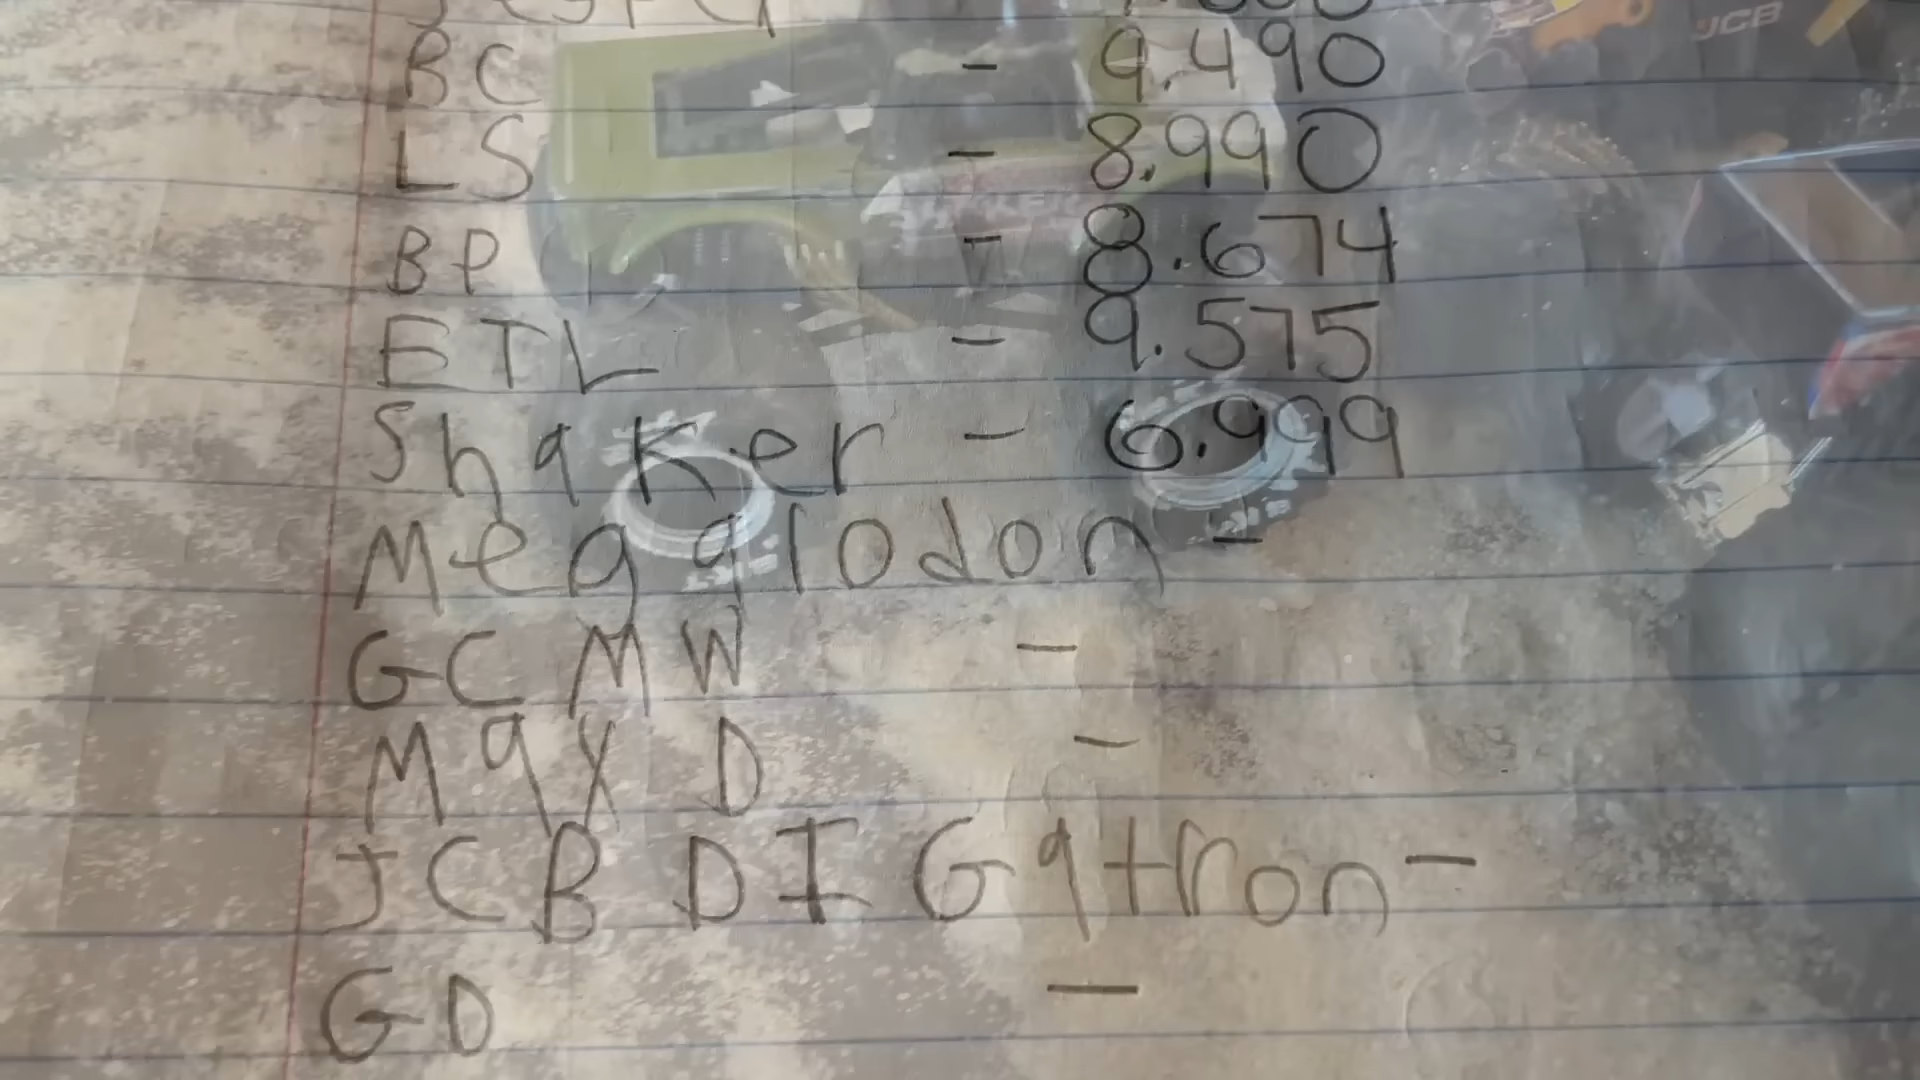 BC - 9.490
LS - 8.990
BP - 8.674
ETL - 9.575
Shaker - 6.999
Megalodon -
GCMW -
Max D -
JCB DIGatron -
GD -
JCB